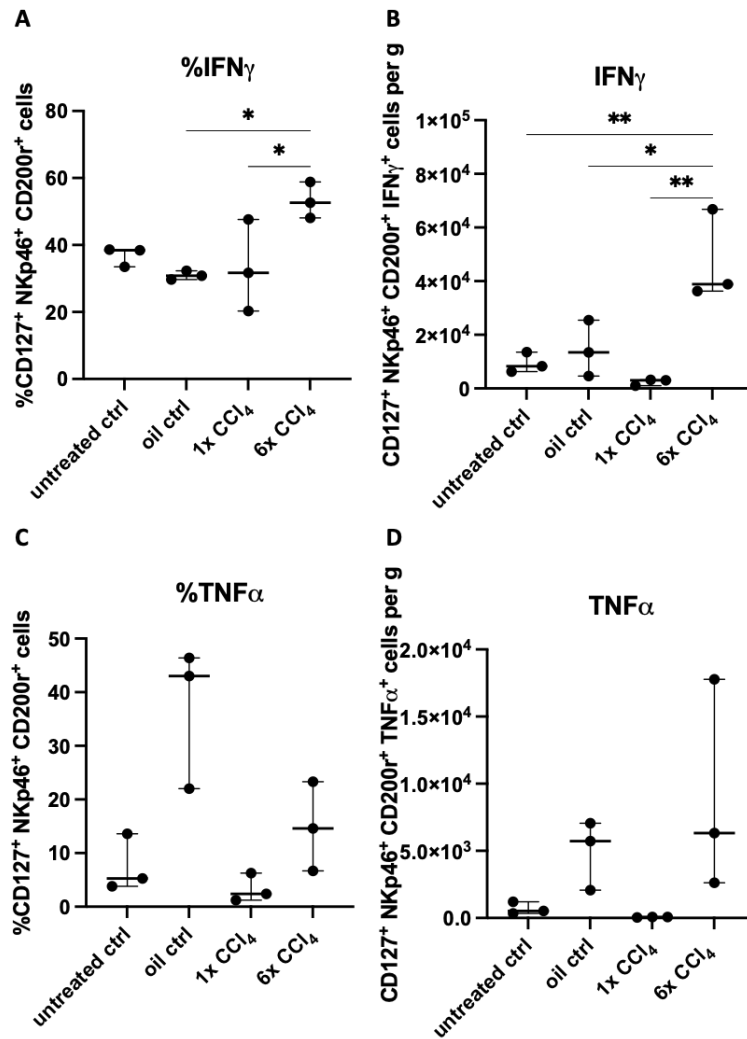 A
%IFNγ
%CD127⁺ NKp46⁺ CD200r⁺ cells
80
60
40
20
0
*
*
untreated ctrl
oil ctrl
1x CCl₄
6x CCl₄
B
IFNγ
CD127⁺ NKp46⁺ CD200r⁺ IFNγ⁺ cells per g
1×10⁵
8×10⁴
6×10⁴
4×10⁴
2×10⁴
0
**
*
**
untreated ctrl
oil ctrl
1x CCl₄
6x CCl₄
C
%TNFα
%CD127⁺ NKp46⁺ CD200r⁺ cells
50
40
30
20
10
0
untreated ctrl
oil ctrl
1x CCl₄
6x CCl₄
D
TNFα
CD127⁺ NKp46⁺ CD200r⁺ TNFα⁺ cells per g
2.0×10⁴
1.5×10⁴
1.0×10⁴
5.0×10³
0.0
untreated ctrl
oil ctrl
1x CCl₄
6x CCl₄